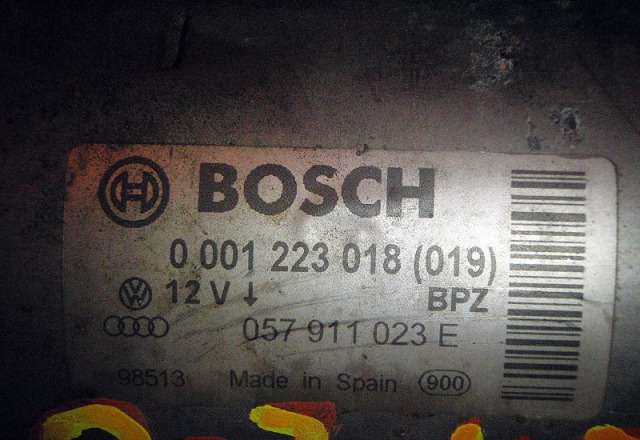 BOSCH
0 001 223 018 (019)
12 V ↓ BPZ
057 911 023 E
98513 Made in Spain 900